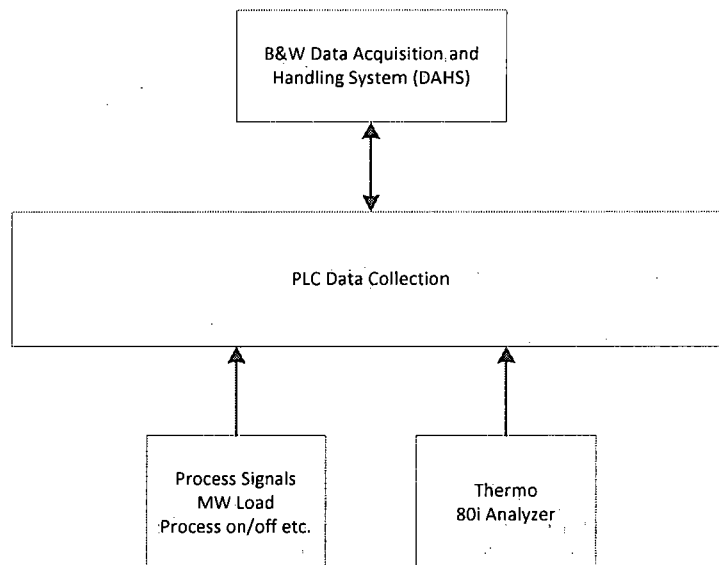 B&W Data Acquisition and
Handling System (DAHS)
PLC Data Collection
Process Signals
MW Load
Process on/off etc.
Thermo
80i Analyzer